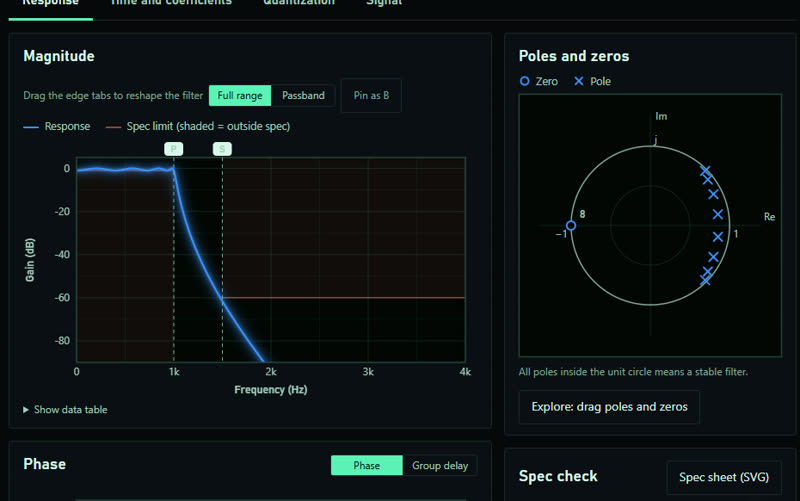 Response Time and coefficients Quantization Signal
Magnitude
Drag the edge tabs to reshape the filter Full range Passband Pin as B
Response Spec limit (shaded = outside spec)
P S
0
-20
-40
-60
-80
Gain (dB)
0 1k 2k 3k 4k
Frequency (Hz)
Show data table
Phase
Phase Group delay
Poles and zeros
Zero Pole
Im
j
8
Re
−1 1
All poles inside the unit circle means a stable filter.
Explore: drag poles and zeros
Spec check
Spec sheet (SVG)